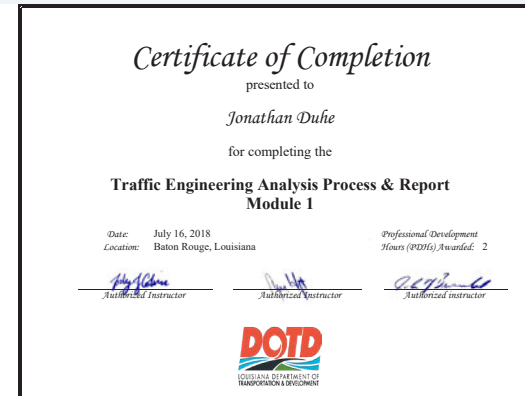 Certificate of Completion
presented to
Jonathan Duhe
for completing the
Traffic Engineering Analysis Process & Report
Module 1
Date: July 16, 2018
Location: Baton Rouge, Louisiana
Professional Development
Hours (PDHs) Awarded: 2
Authorized Instructor
Authorized Instructor
Authorized instructor
DOTD
LOUISIANA DEPARTMENT OF
TRANSPORTATION & DEVELOPMENT